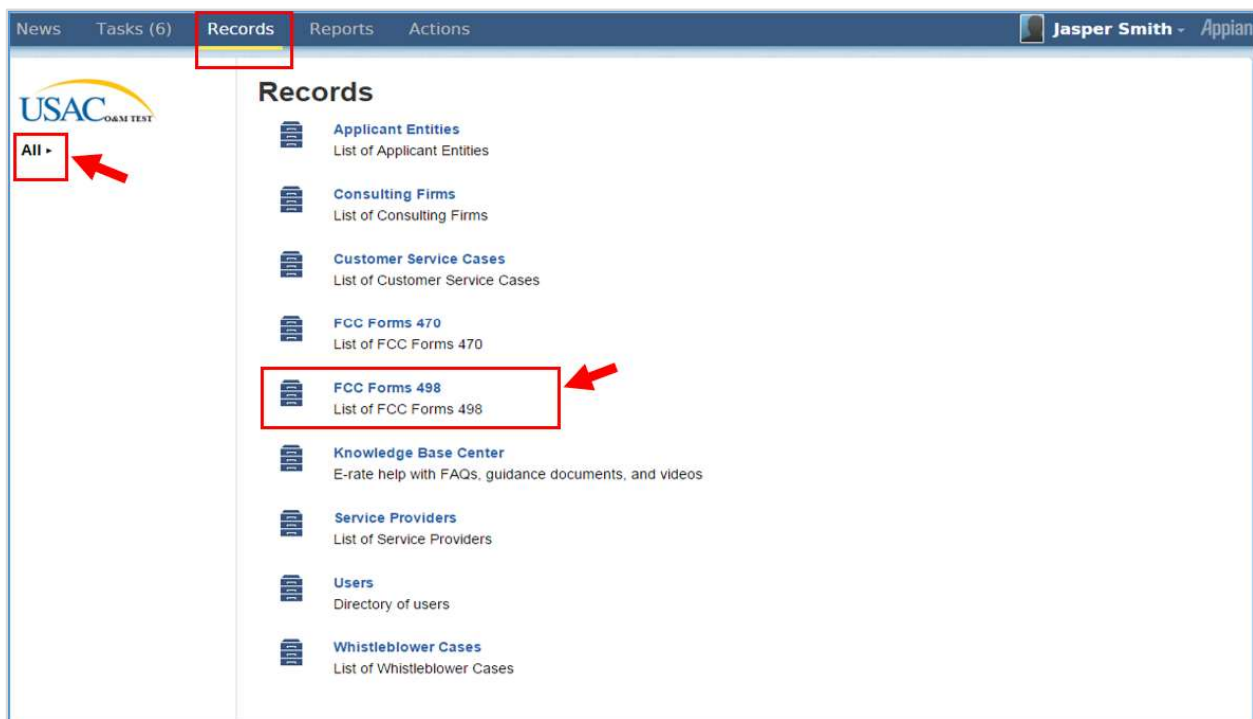 News Tasks (6) Records Reports Actions Jasper Smith Appian
USAC O&M TEST
All
Records
Applicant Entities
List of Applicant Entities
Consulting Firms
List of Consulting Firms
Customer Service Cases
List of Customer Service Cases
FCC Forms 470
List of FCC Forms 470
FCC Forms 498
List of FCC Forms 498
Knowledge Base Center
E-rate help with FAQs, guidance documents, and videos
Service Providers
List of Service Providers
Users
Directory of users
Whistleblower Cases
List of Whistleblower Cases